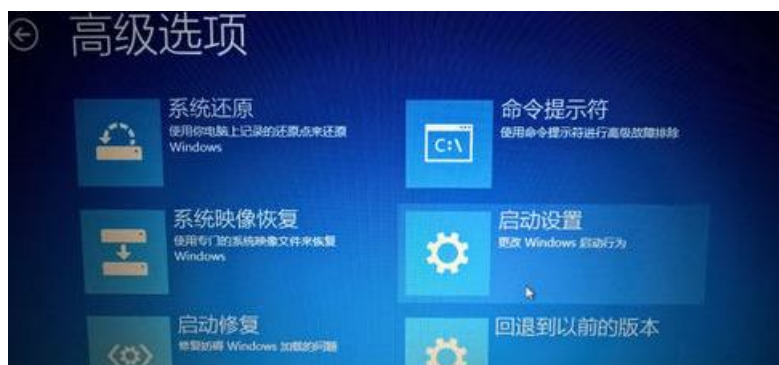 高级选项
系统还原
使用你电脑上记录的还原点来还原
Windows
命令提示符
使用命令提示符进行高级故障排除
C:\
系统映像恢复
使用专门的系统映像文件来恢复
Windows
启动设置
更改 Windows 启动行为
启动修复
修复妨碍 Windows 加载的问题
回退到以前的版本